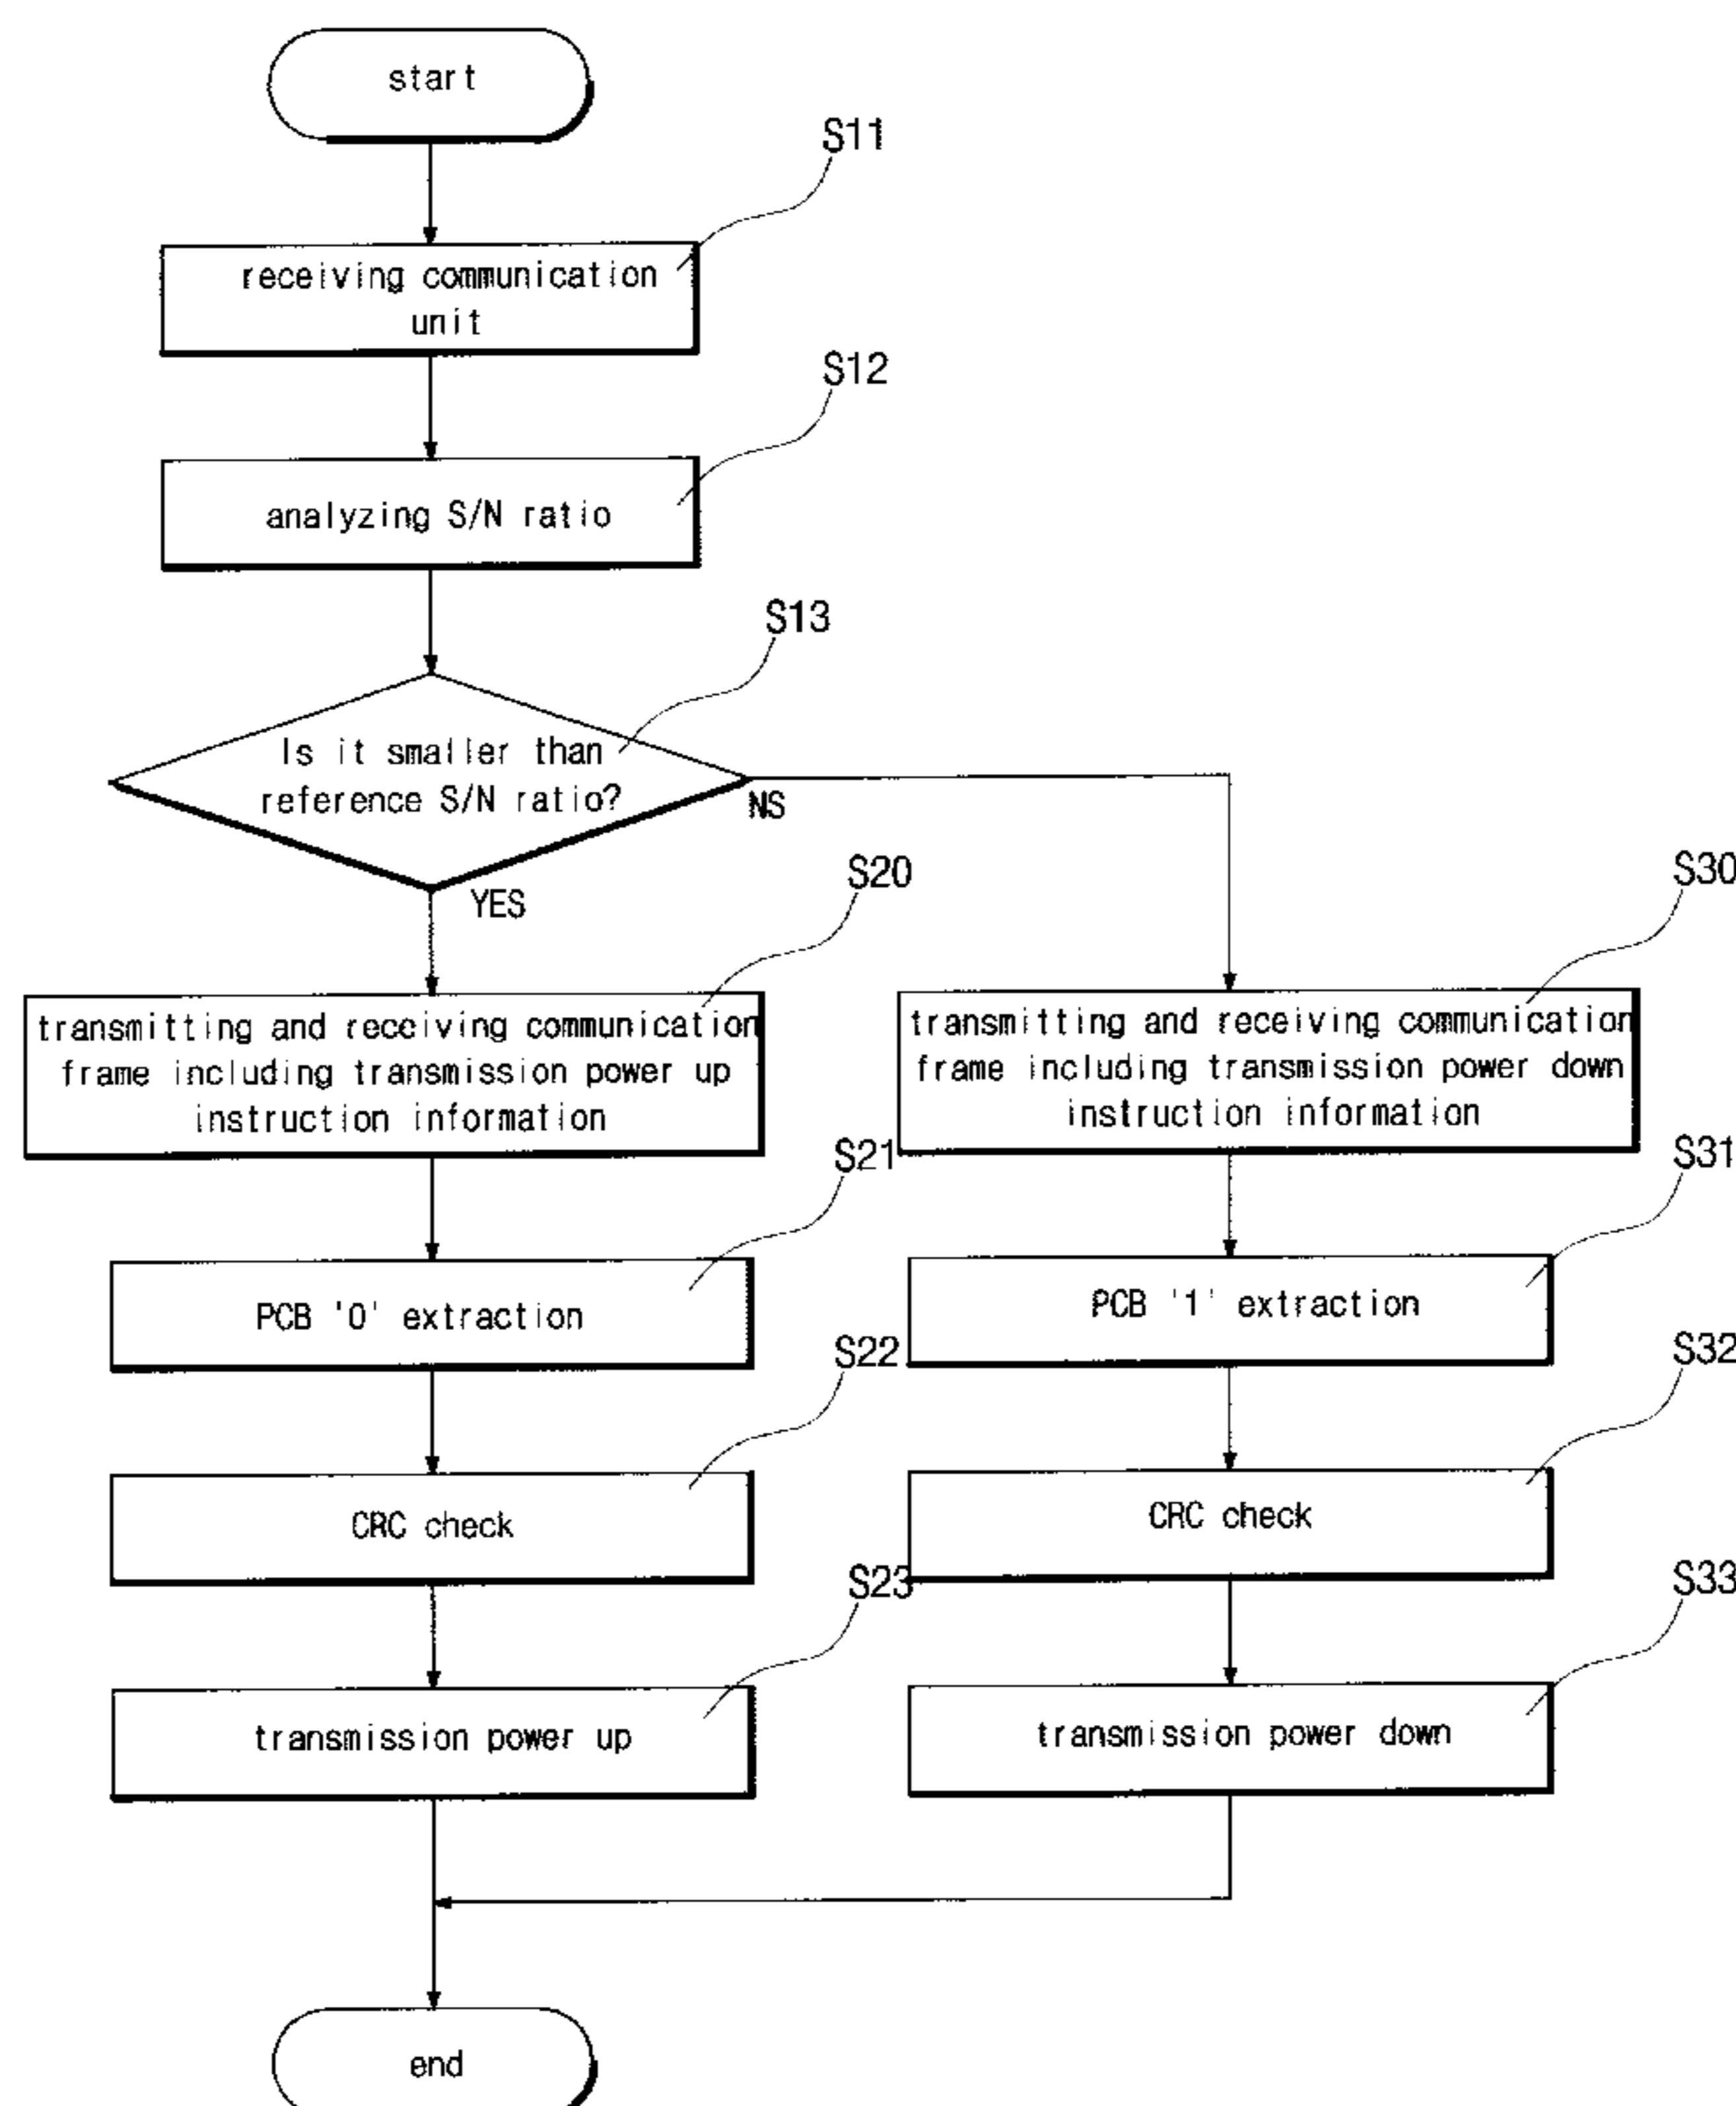 start
S11
receiving communication
unit
S12
analyzing S/N ratio
S13
Is it smaller than
reference S/N ratio?
NS
YES
S20
transmitting and receiving communication
frame including transmission power up
instruction information
S30
transmitting and receiving communication
frame including transmission power down
instruction information
S21
PCB '0' extraction
S31
PCB '1' extraction
S22
CRC check
S32
CRC check
S23
transmission power up
S33
transmission power down
end